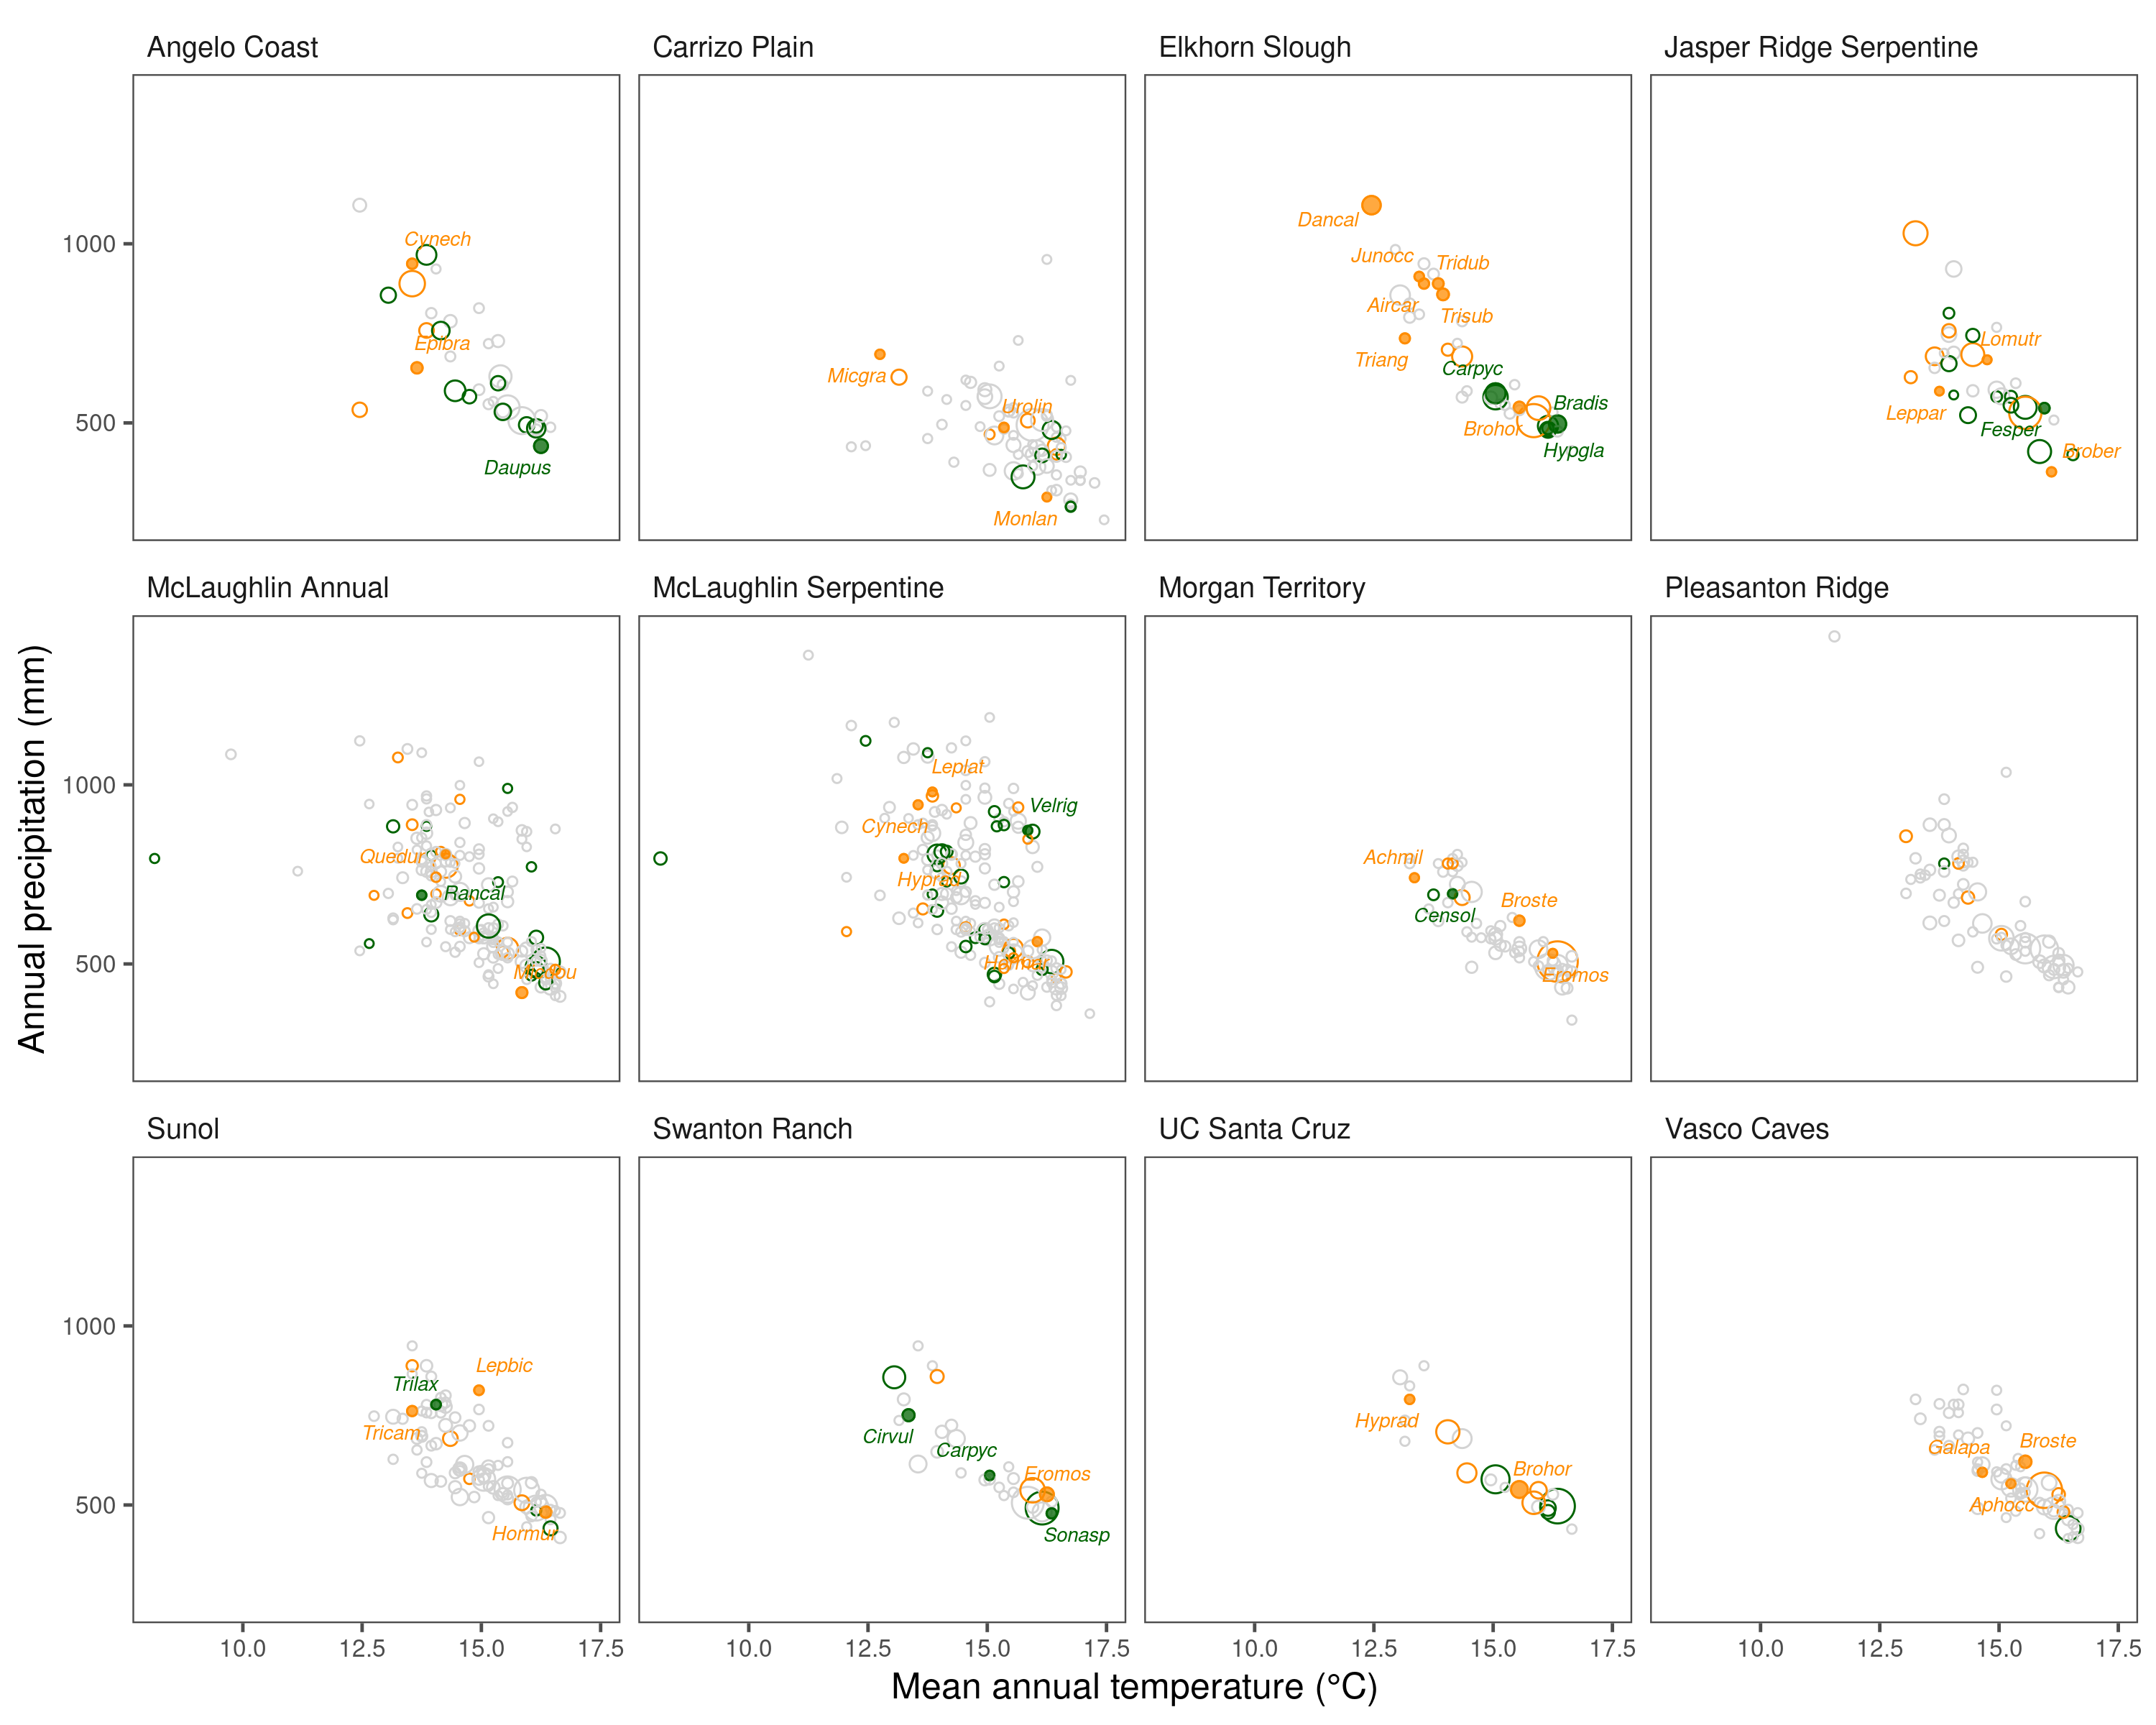 Angelo Coast
Carrizo Plain
Elkhorn Slough
Jasper Ridge Serpentine
Annual precipitation (mm)
1000
500
Cynech
Epibra
Daupus
Micgra
Urolin
Monlan
Dancal
Junocc
Tridub
Aircar
Trisub
Triang
Carpyc
Bradis
Brohor
Hypgla
Lomutr
Leppar
Fesper
Brober
McLaughlin Annual
McLaughlin Serpentine
Morgan Territory
Pleasanton Ridge
1000
500
Quedur
Rancal
Leplat
Velrig
Cynech
Hyprad
Hormar
Achmil
Broste
Censol
Eromos
Sunol
Swanton Ranch
UC Santa Cruz
Vasco Caves
1000
500
Lepbic
Trilax
Tricam
Hormur
Cirvul
Carpyc
Eromos
Sonasp
Hyprad
Brohor
Broste
Galapa
Aphocc
10.0 12.5 15.0 17.5
10.0 12.5 15.0 17.5
10.0 12.5 15.0 17.5
10.0 12.5 15.0 17.5
Mean annual temperature (°C)